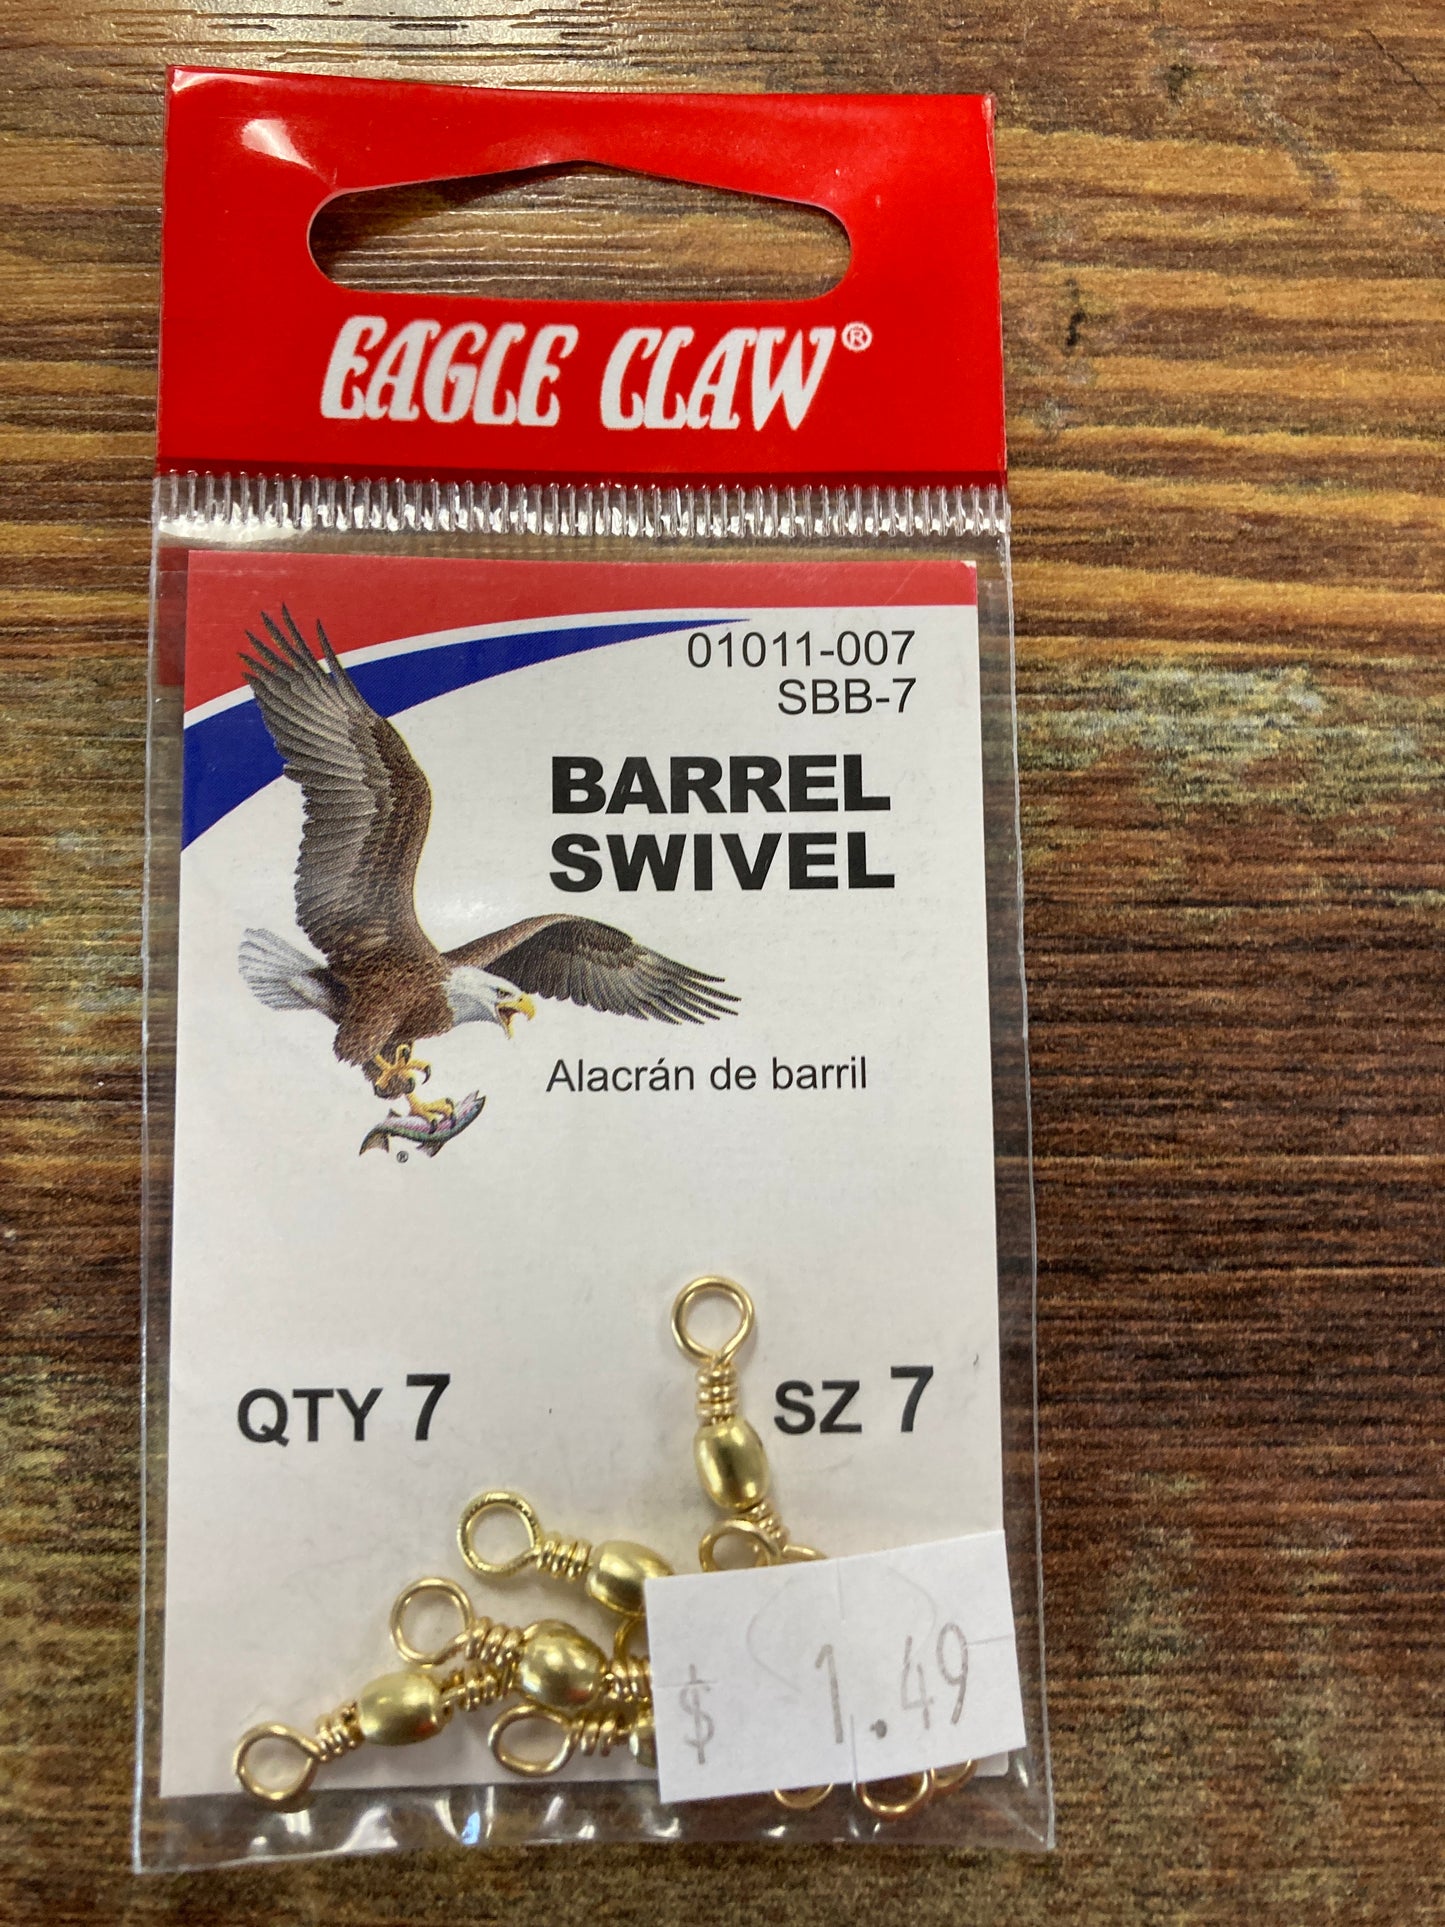 EAGLE CLAW®
01011-007
SBB-7
BARREL
SWIVEL
Alacrán de barril
®
QTY 7
SZ 7
$ 1.49